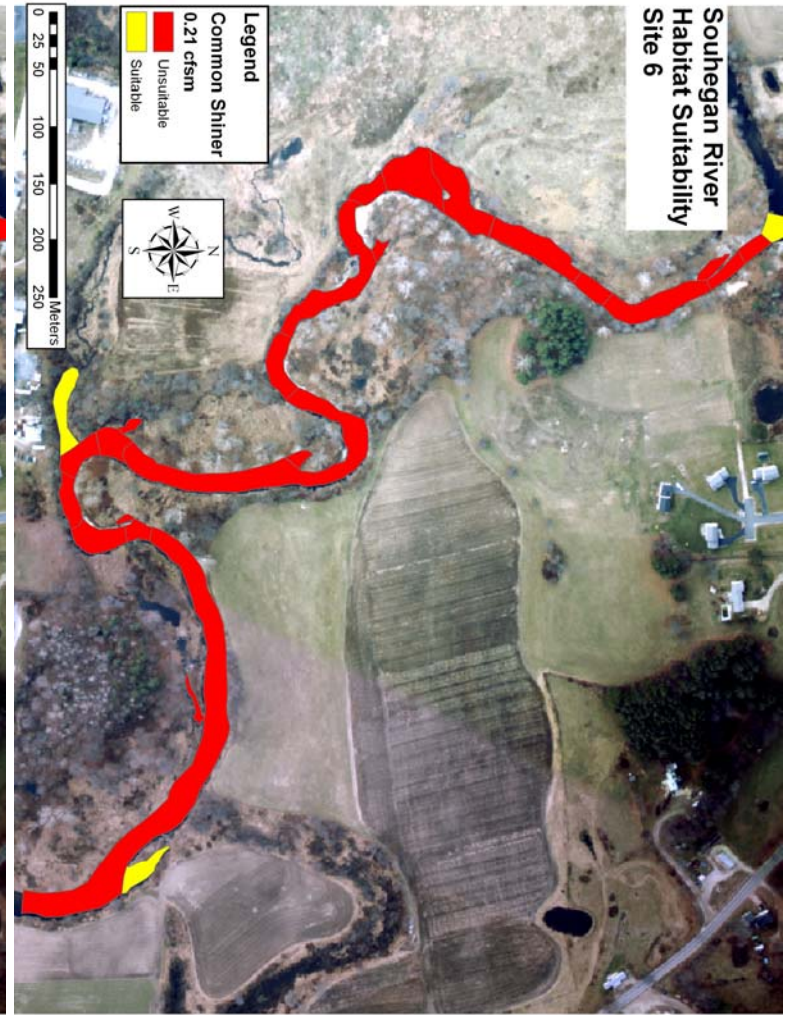 Souhegan River
Habitat Suitability
Site 6
Legend
Common Shiner
0.21 cfsm
Unsuitable
Suitable
N
W
E
S
0 25 50 100 150 200 250
Meters